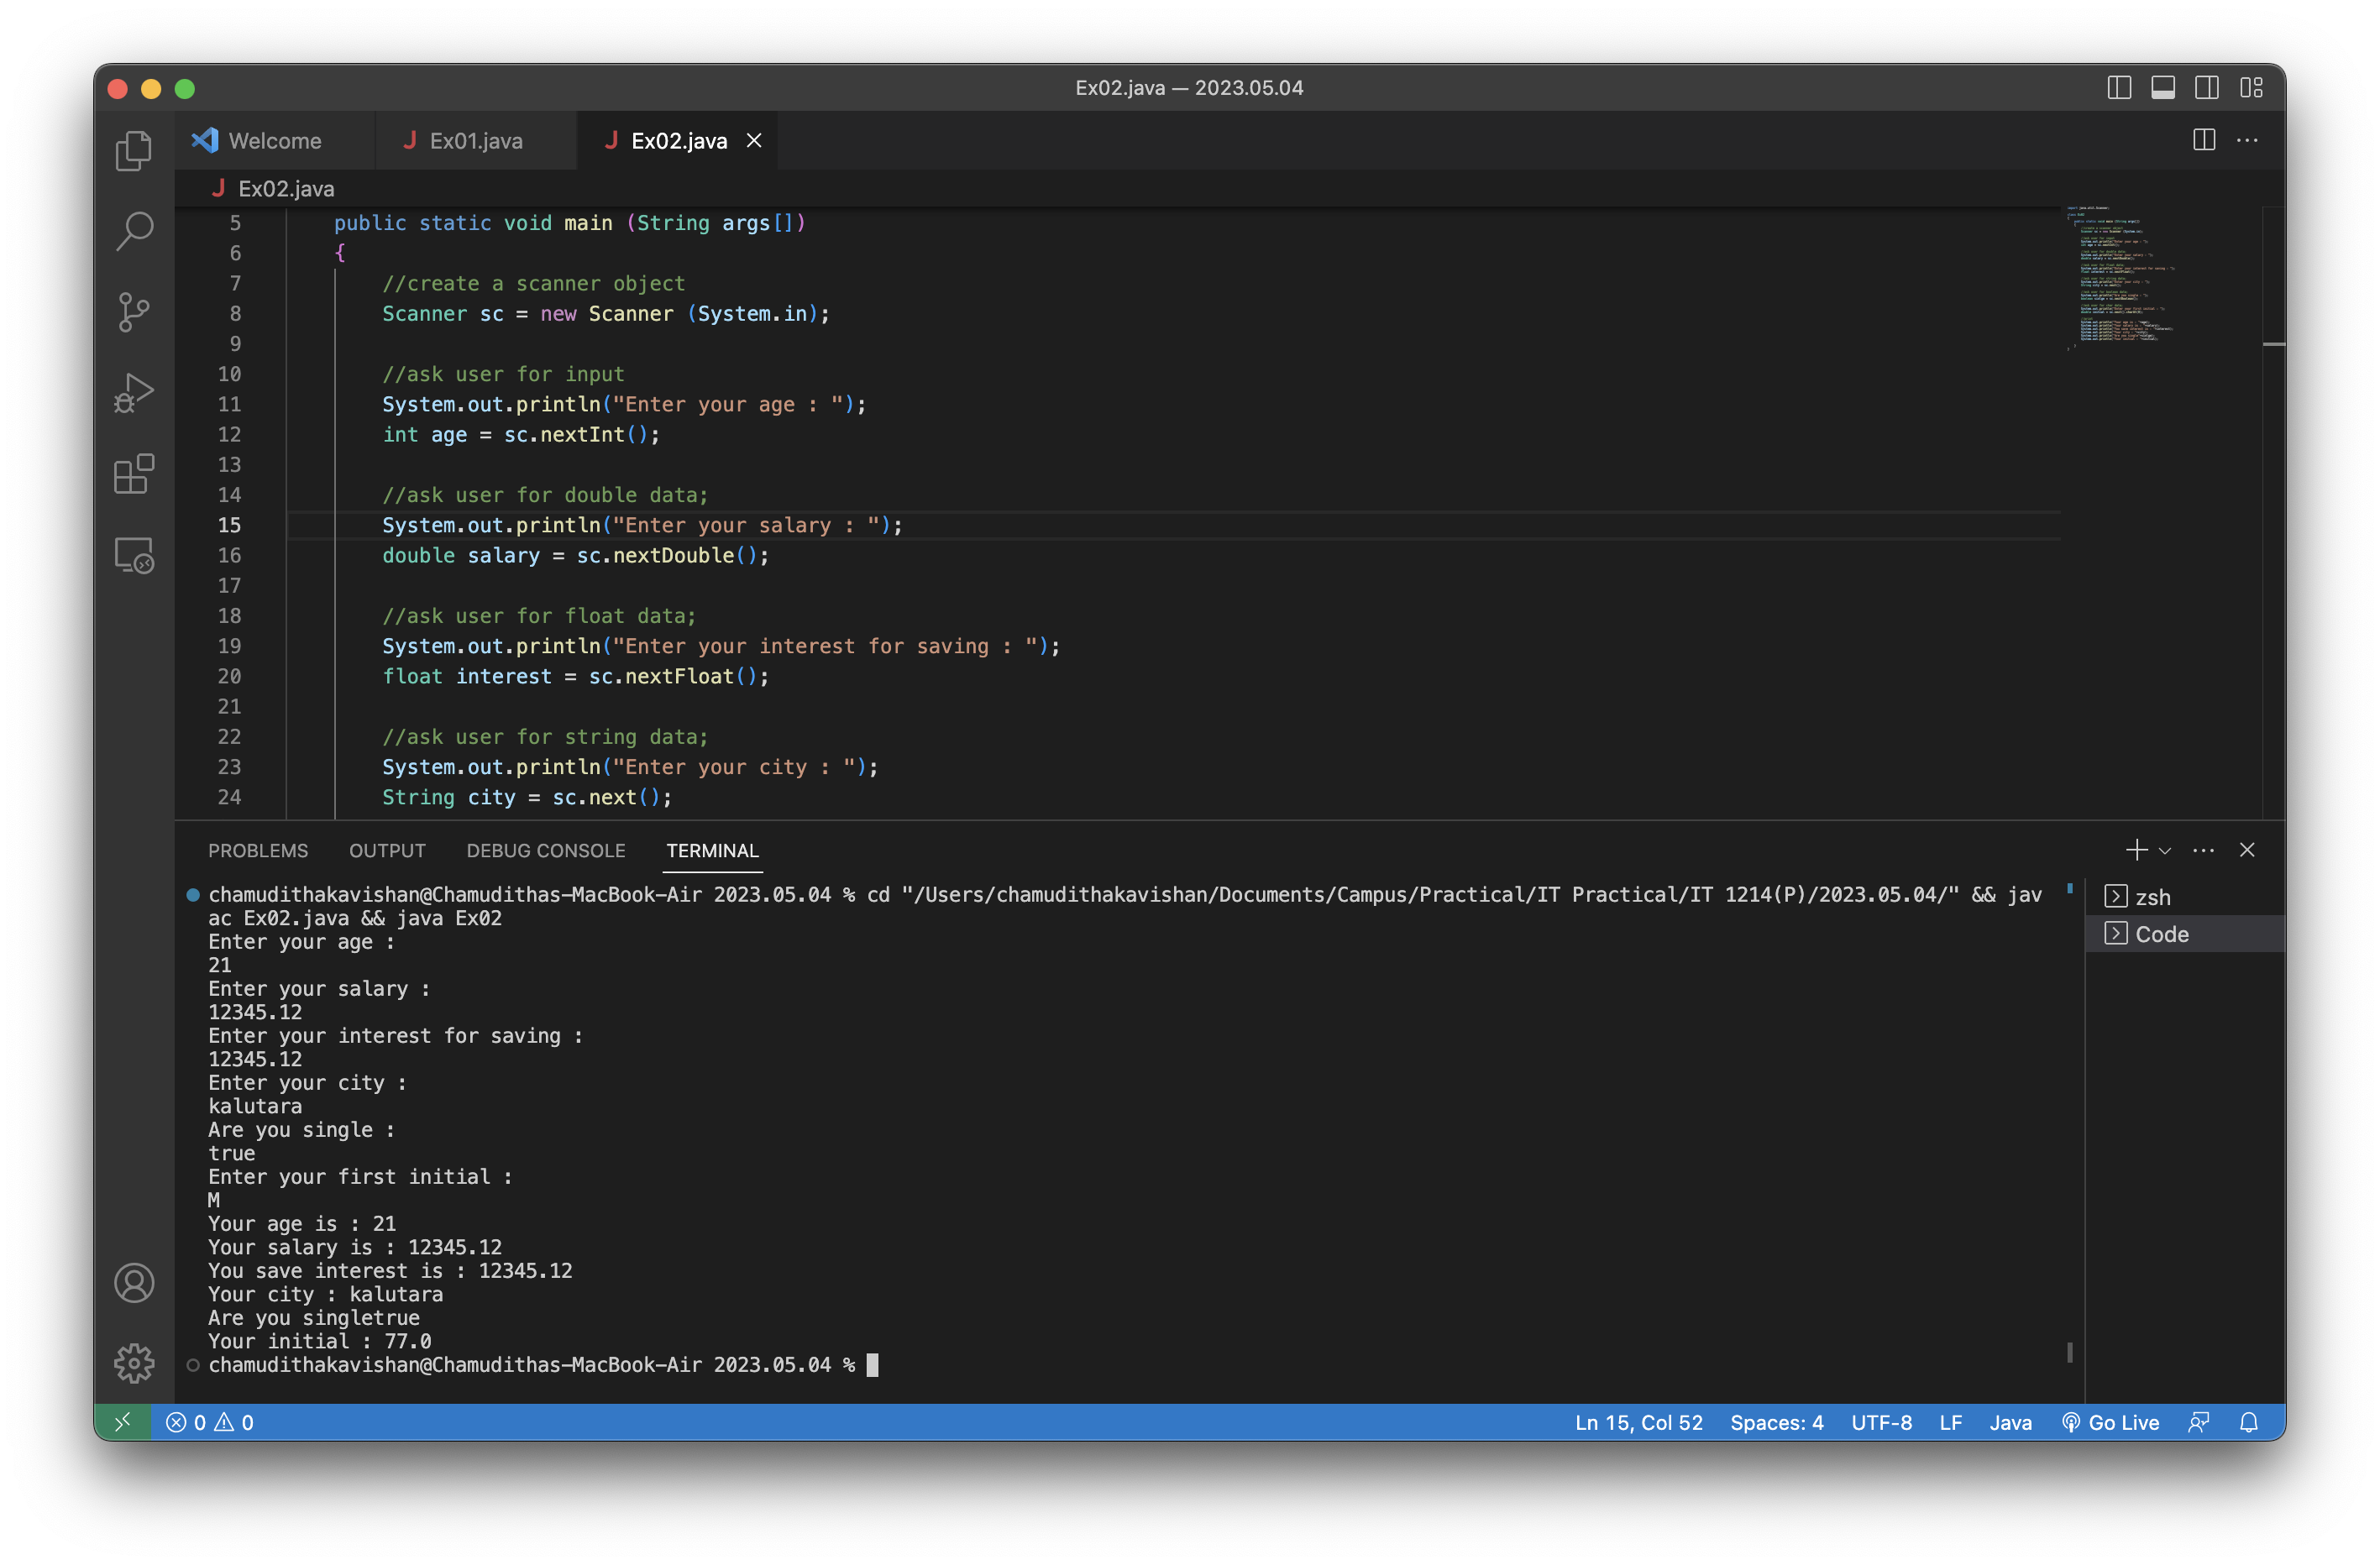 Ex02.java — 2023.05.04
Welcome
Ex01.java
Ex02.java
Ex02.java
5 public static void main (String args[])
6 {
7 //create a scanner object
8 Scanner sc = new Scanner (System.in);
9
10 //ask user for input
11 System.out.println("Enter your age : ");
12 int age = sc.nextInt();
13
14 //ask user for double data;
15 System.out.println("Enter your salary : ");
16 double salary = sc.nextDouble();
17
18 //ask user for float data;
19 System.out.println("Enter your interest for saving : ");
20 float interest = sc.nextFloat();
21
22 //ask user for string data;
23 System.out.println("Enter your city : ");
24 String city = sc.next();
PROBLEMS OUTPUT DEBUG CONSOLE TERMINAL
chamudithakavishan@Chamudithas-MacBook-Air 2023.05.04 % cd "/Users/chamudithakavishan/Documents/Campus/Practical/IT Practical/IT 1214(P)/2023.05.04/" && jav
ac Ex02.java && java Ex02
Enter your age :
21
Enter your salary :
12345.12
Enter your interest for saving :
12345.12
Enter your city :
kalutara
Are you single :
true
Enter your first initial :
M
Your age is : 21
Your salary is : 12345.12
You save interest is : 12345.12
Your city : kalutara
Are you singletrue
Your initial : 77.0
chamudithakavishan@Chamudithas-MacBook-Air 2023.05.04 %
zsh
Code
0 0
Ln 15, Col 52 Spaces: 4 UTF-8 LF Java Go Live